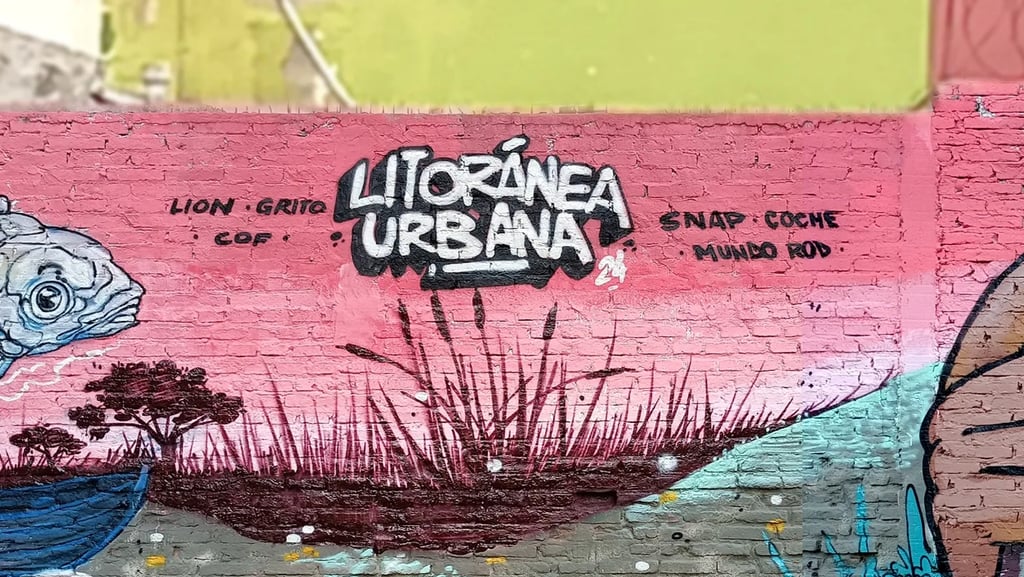 LITORÁNEA
URBANA
24
LION · GRITO
· COF ·
SNAP · COCHE
· MUNDO ROD ·